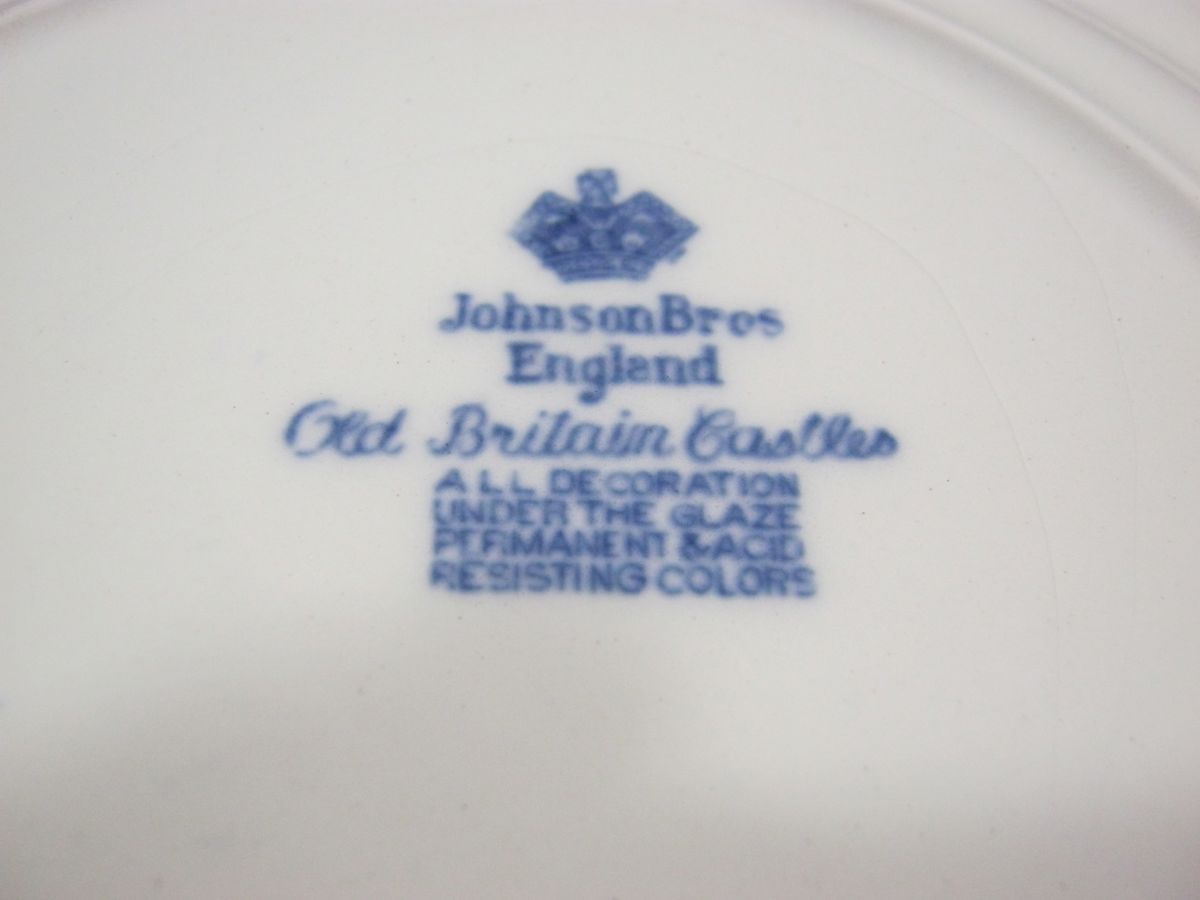 Johnson Bros
England
Old Britain Castles
ALL DECORATION
UNDER THE GLAZE
PERMANENT & ACID
RESISTING COLORS